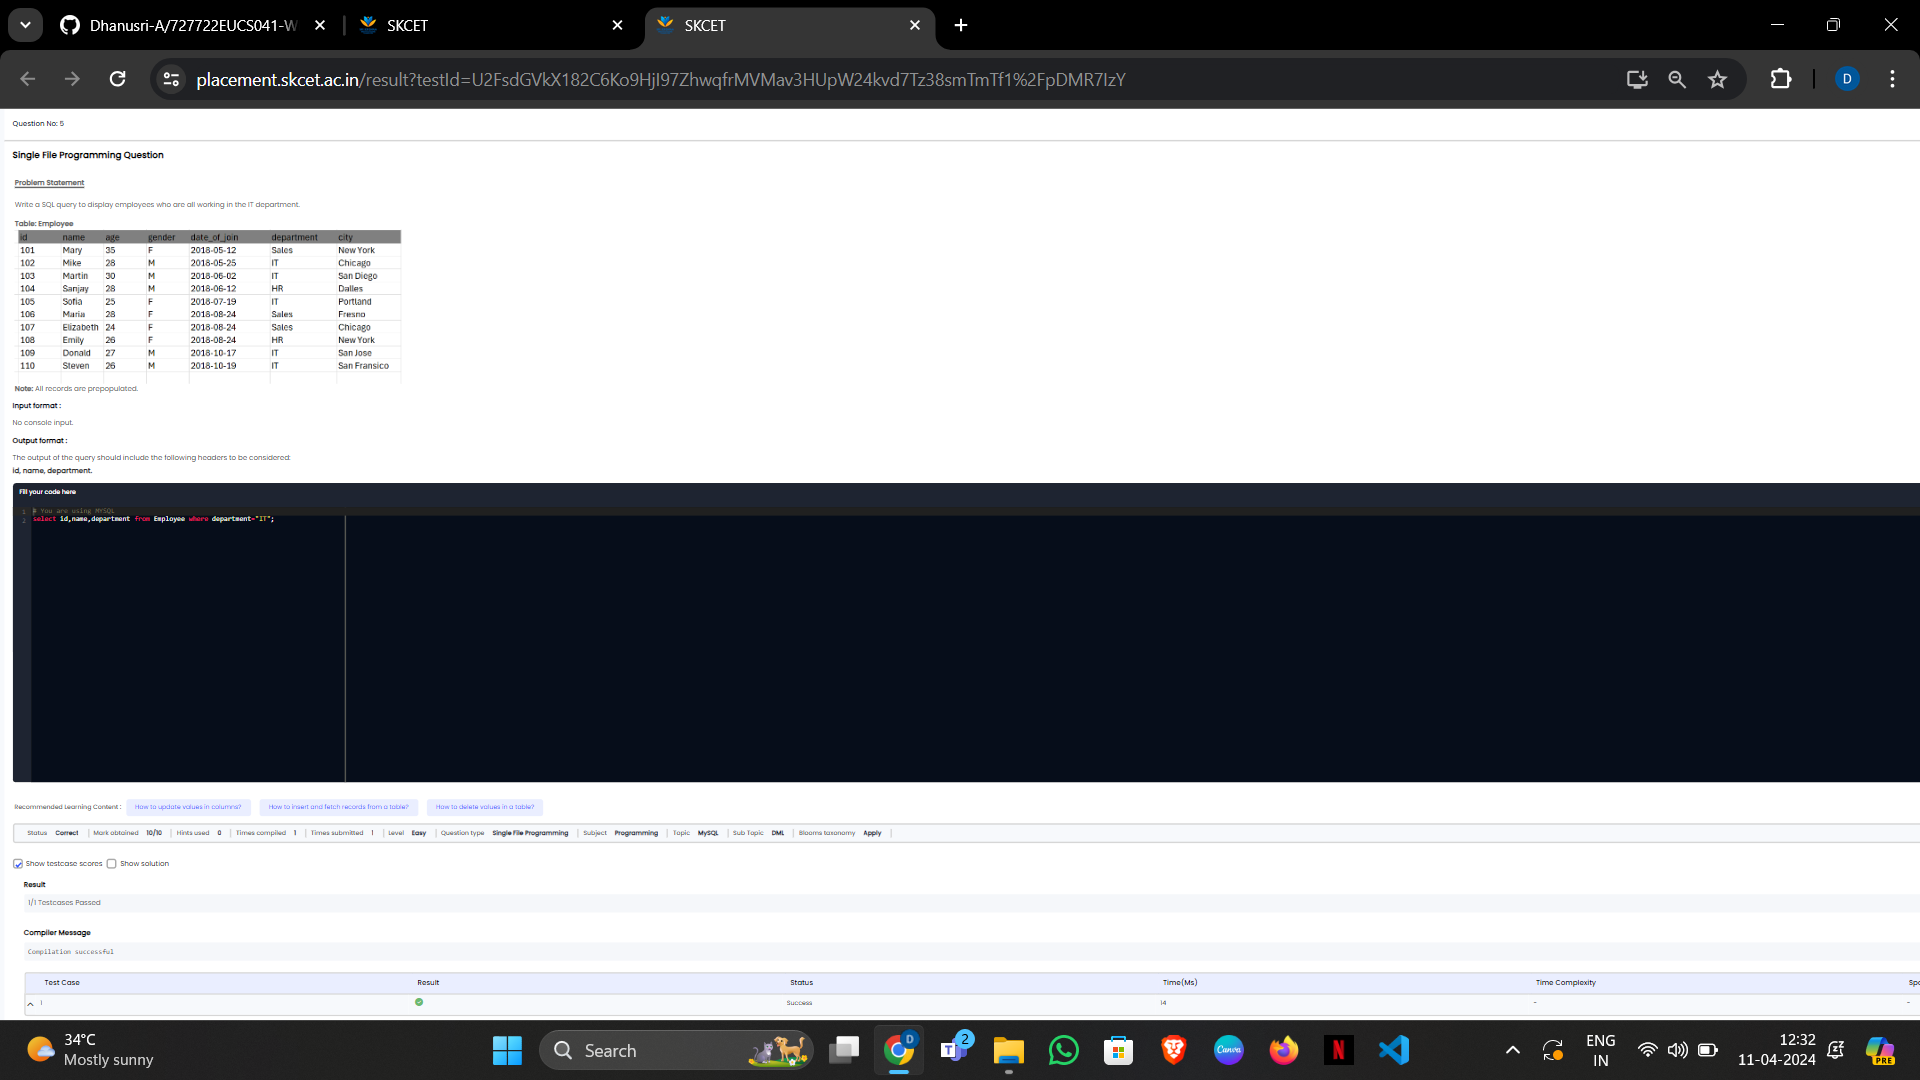 Dhanusri-A/727722EUCS041-W
SKCET
SKCET
placement.skcet.ac.in/result?testId=U2FsdGVkX182C6Ko9HjI97ZhwqfrMVMav3HUpW24kvd7Tz38smTmTf1%2FpDMR7IzY
D
Question No: 5
Single File Programming Question
Problem Statement
Write a SQL query to display employees who are all working in the IT department.
Table: Employee
id name age gender date_of_join department city
101 Mary 35 F 2018-05-12 Sales New York
102 Mike 28 M 2018-05-25 IT Chicago
103 Martin 30 M 2018-06-02 IT San Diego
104 Sanjay 28 M 2018-06-12 HR Dalles
105 Sofia 25 F 2018-07-19 IT Portland
106 Maria 28 F 2018-08-24 Sales Fresno
107 Elizabeth 24 F 2018-08-24 Sales Chicago
108 Emily 26 F 2018-08-24 HR New York
109 Donald 27 M 2018-10-17 IT San Jose
110 Steven 26 M 2018-10-19 IT San Fransico
Note: All records are prepopulated.
Input format :
No console input.
Output format :
The output of the query should include the following headers to be considered:
id, name, department.
Fill your code here
1 # You are using MYSQL
2 select id,name,department from Employee where department="IT";
Recommended Learning Content : How to update values in columns? How to insert and fetch records from a table? How to delete values in a table?
Status Correct | Mark obtained 10/10 | Hints used 0 | Times compiled 1 | Times submitted 1 | Level Easy | Question type Single File Programming | Subject Programming | Topic MySQL | Sub Topic DML | Blooms taxonomy Apply |
Show testcase scores Show solution
Result
1/1 Testcases Passed
Compiler Message
Compilation successful
Test Case Result Status Time(Ms) Time Complexity Spa
1 Success 14 - -
34°C
Mostly sunny
Search
D
T
2
Canva
N
ENG
IN
12:32
11-04-2024
PRE